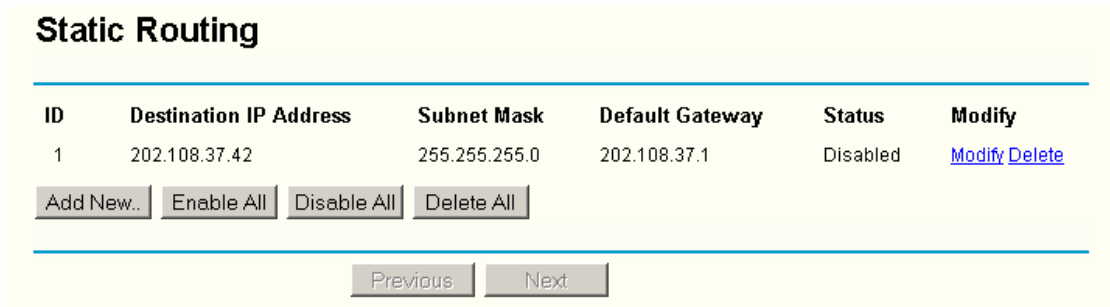 Static Routing
ID Destination IP Address Subnet Mask Default Gateway Status Modify
1 202.108.37.42 255.255.255.0 202.108.37.1 Disabled Modify Delete
Add New.. Enable All Disable All Delete All
Previous Next